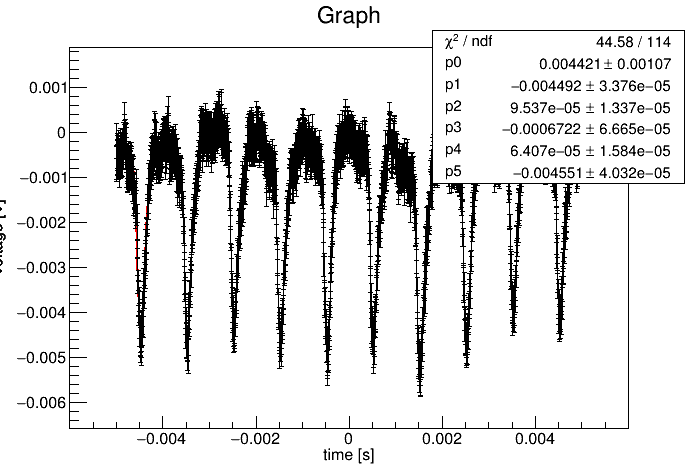 Graph
χ² / ndf 44.58 / 114
p0 0.004421 ± 0.00107
p1 −0.004492 ± 3.376e−05
p2 9.537e−05 ± 1.337e−05
p3 −0.0006722 ± 6.665e−05
p4 6.407e−05 ± 1.584e−05
p5 −0.004551 ± 4.032e−05
0.001
0
−0.001
−0.002
−0.003
−0.004
−0.005
−0.006
−0.004 −0.002 0 0.002 0.004
time [s]